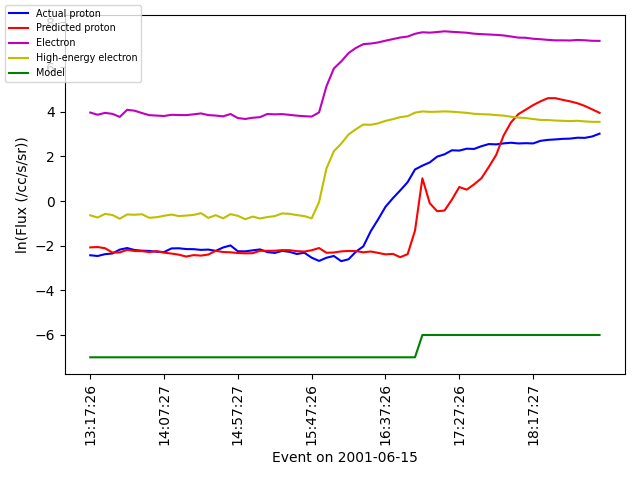 Actual proton
Predicted proton
Electron
High-energy electron
Model
4
2
0
−2
−4
−6
ln(Flux (/cc/s/sr))
13:17:26
14:07:27
14:57:27
15:47:26
16:37:26
17:27:26
18:17:27
Event on 2001-06-15